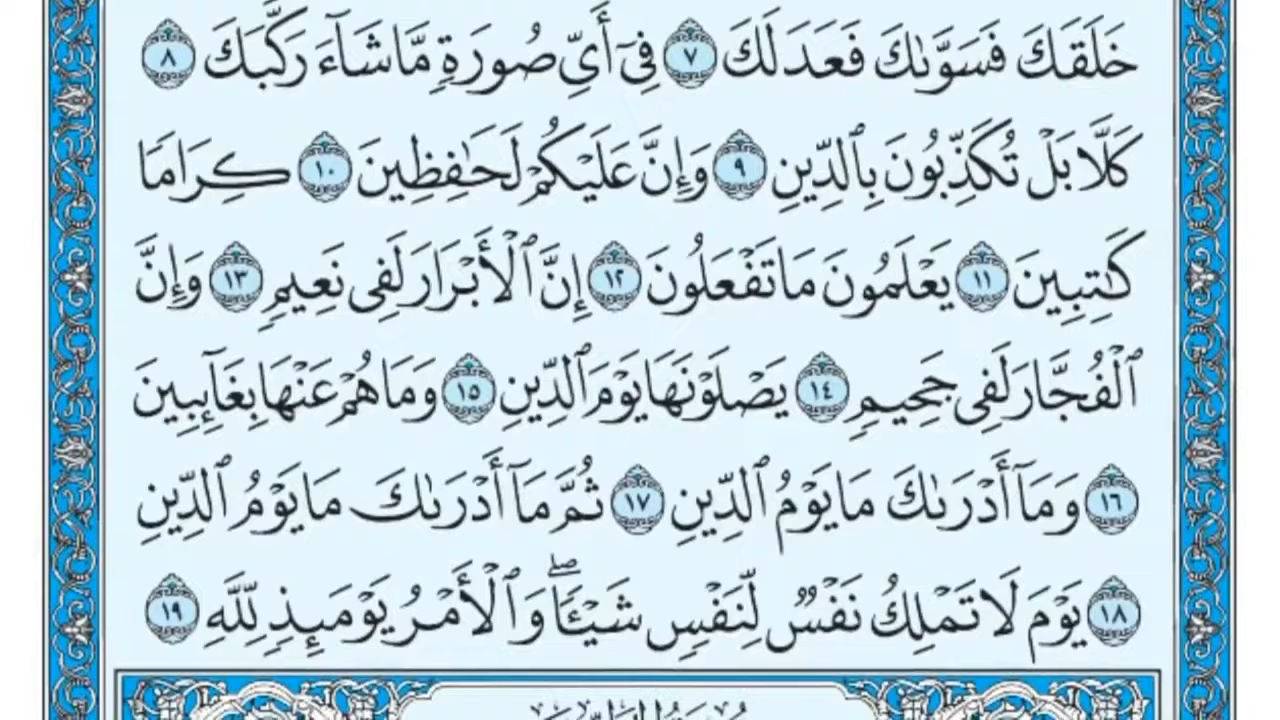 خَلَقَكَ فَسَوَّىٰكَ فَعَدَلَكَ ٧ فِىٓ أَىِّ صُورَةٍ مَّا شَآءَ رَكَّبَكَ ٨
كَلَّا بَلْ تُكَذِّبُونَ بِٱلدِّينِ ٩ وَإِنَّ عَلَيْكُمْ لَحَٰفِظِينَ ١٠ كِرَامًا
كَٰتِبِينَ ١١ يَعْلَمُونَ مَا تَفْعَلُونَ ١٢ إِنَّ ٱلْأَبْرَارَ لَفِى نَعِيمٍ ١٣ وَإِنَّ
ٱلْفُجَّارَ لَفِى جَحِيمٍ ١٤ يَصْلَوْنَهَا يَوْمَ ٱلدِّينِ ١٥ وَمَا هُمْ عَنْهَا بِغَآئِبِينَ
١٦ وَمَآ أَدْرَىٰكَ مَا يَوْمُ ٱلدِّينِ ١٧ ثُمَّ مَآ أَدْرَىٰكَ مَا يَوْمُ ٱلدِّينِ
١٨ يَوْمَ لَا تَمْلِكُ نَفْسٌ لِّنَفْسٍ شَيْـًٔا ۖ وَٱلْأَمْرُ يَوْمَئِذٍ لِّلَّهِ ١٩